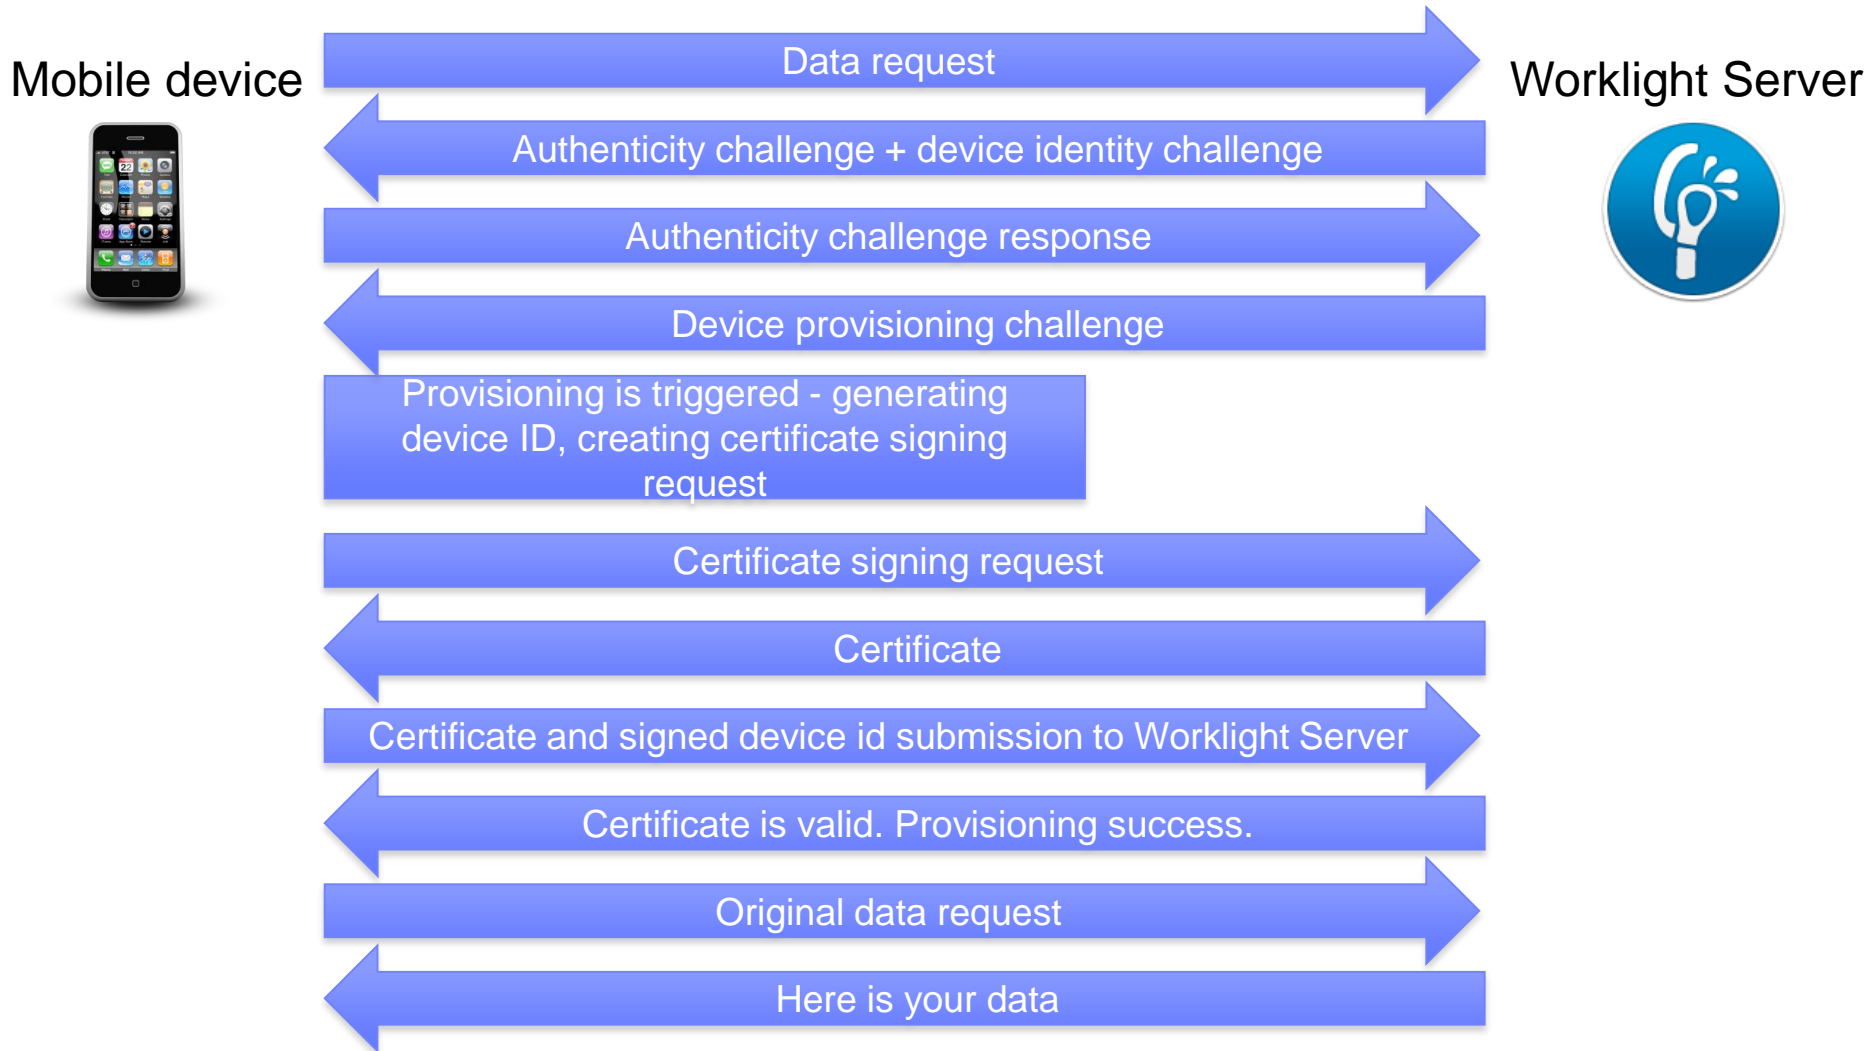 Data request
Mobile device
Worklight Server
Authenticity challenge + device identity challenge
Authenticity challenge response
Device provisioning challenge
Provisioning is triggered - generating
device ID, creating certificate signing
request
Certificate signing request
Certificate
Certificate and signed device id submission to Worklight Server
Certificate is valid. Provisioning success.
Original data request
Here is your data